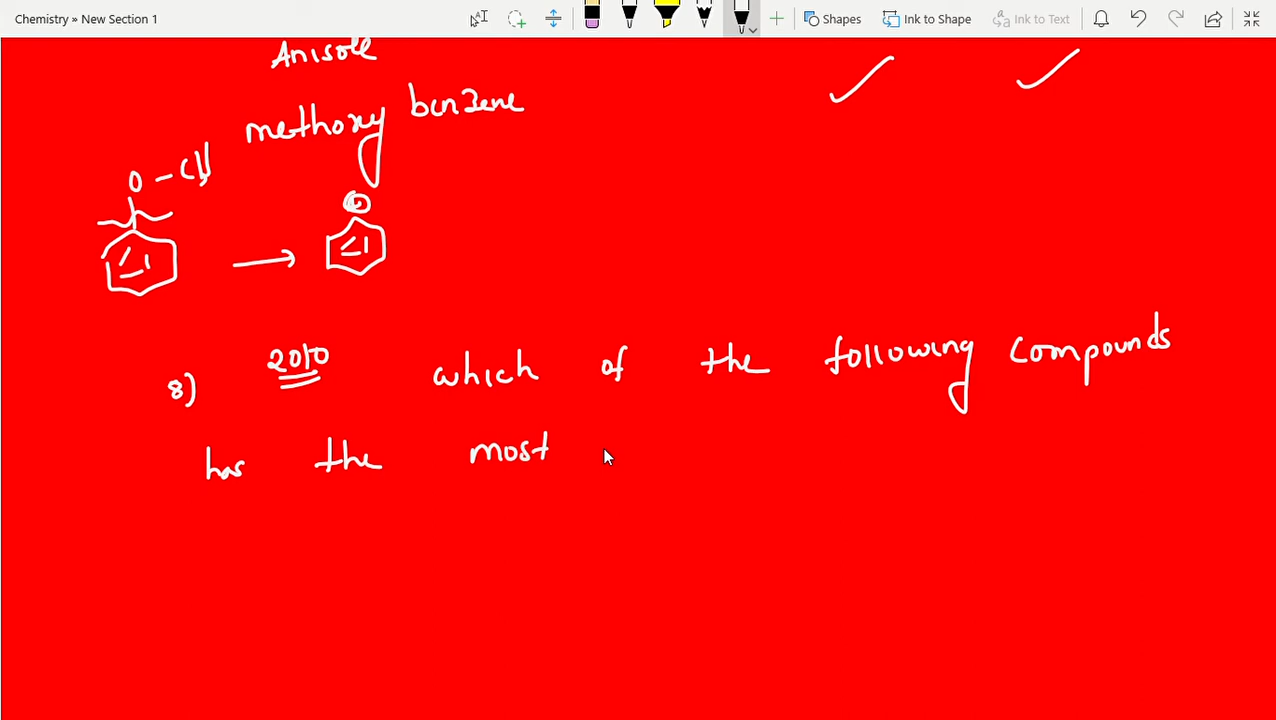 Chemistry » New Section 1
Shapes
Ink to Shape
Ink to Text
Anisole
methoxy benzene
O - CH3
8) 2010 which of the following compounds
has the most